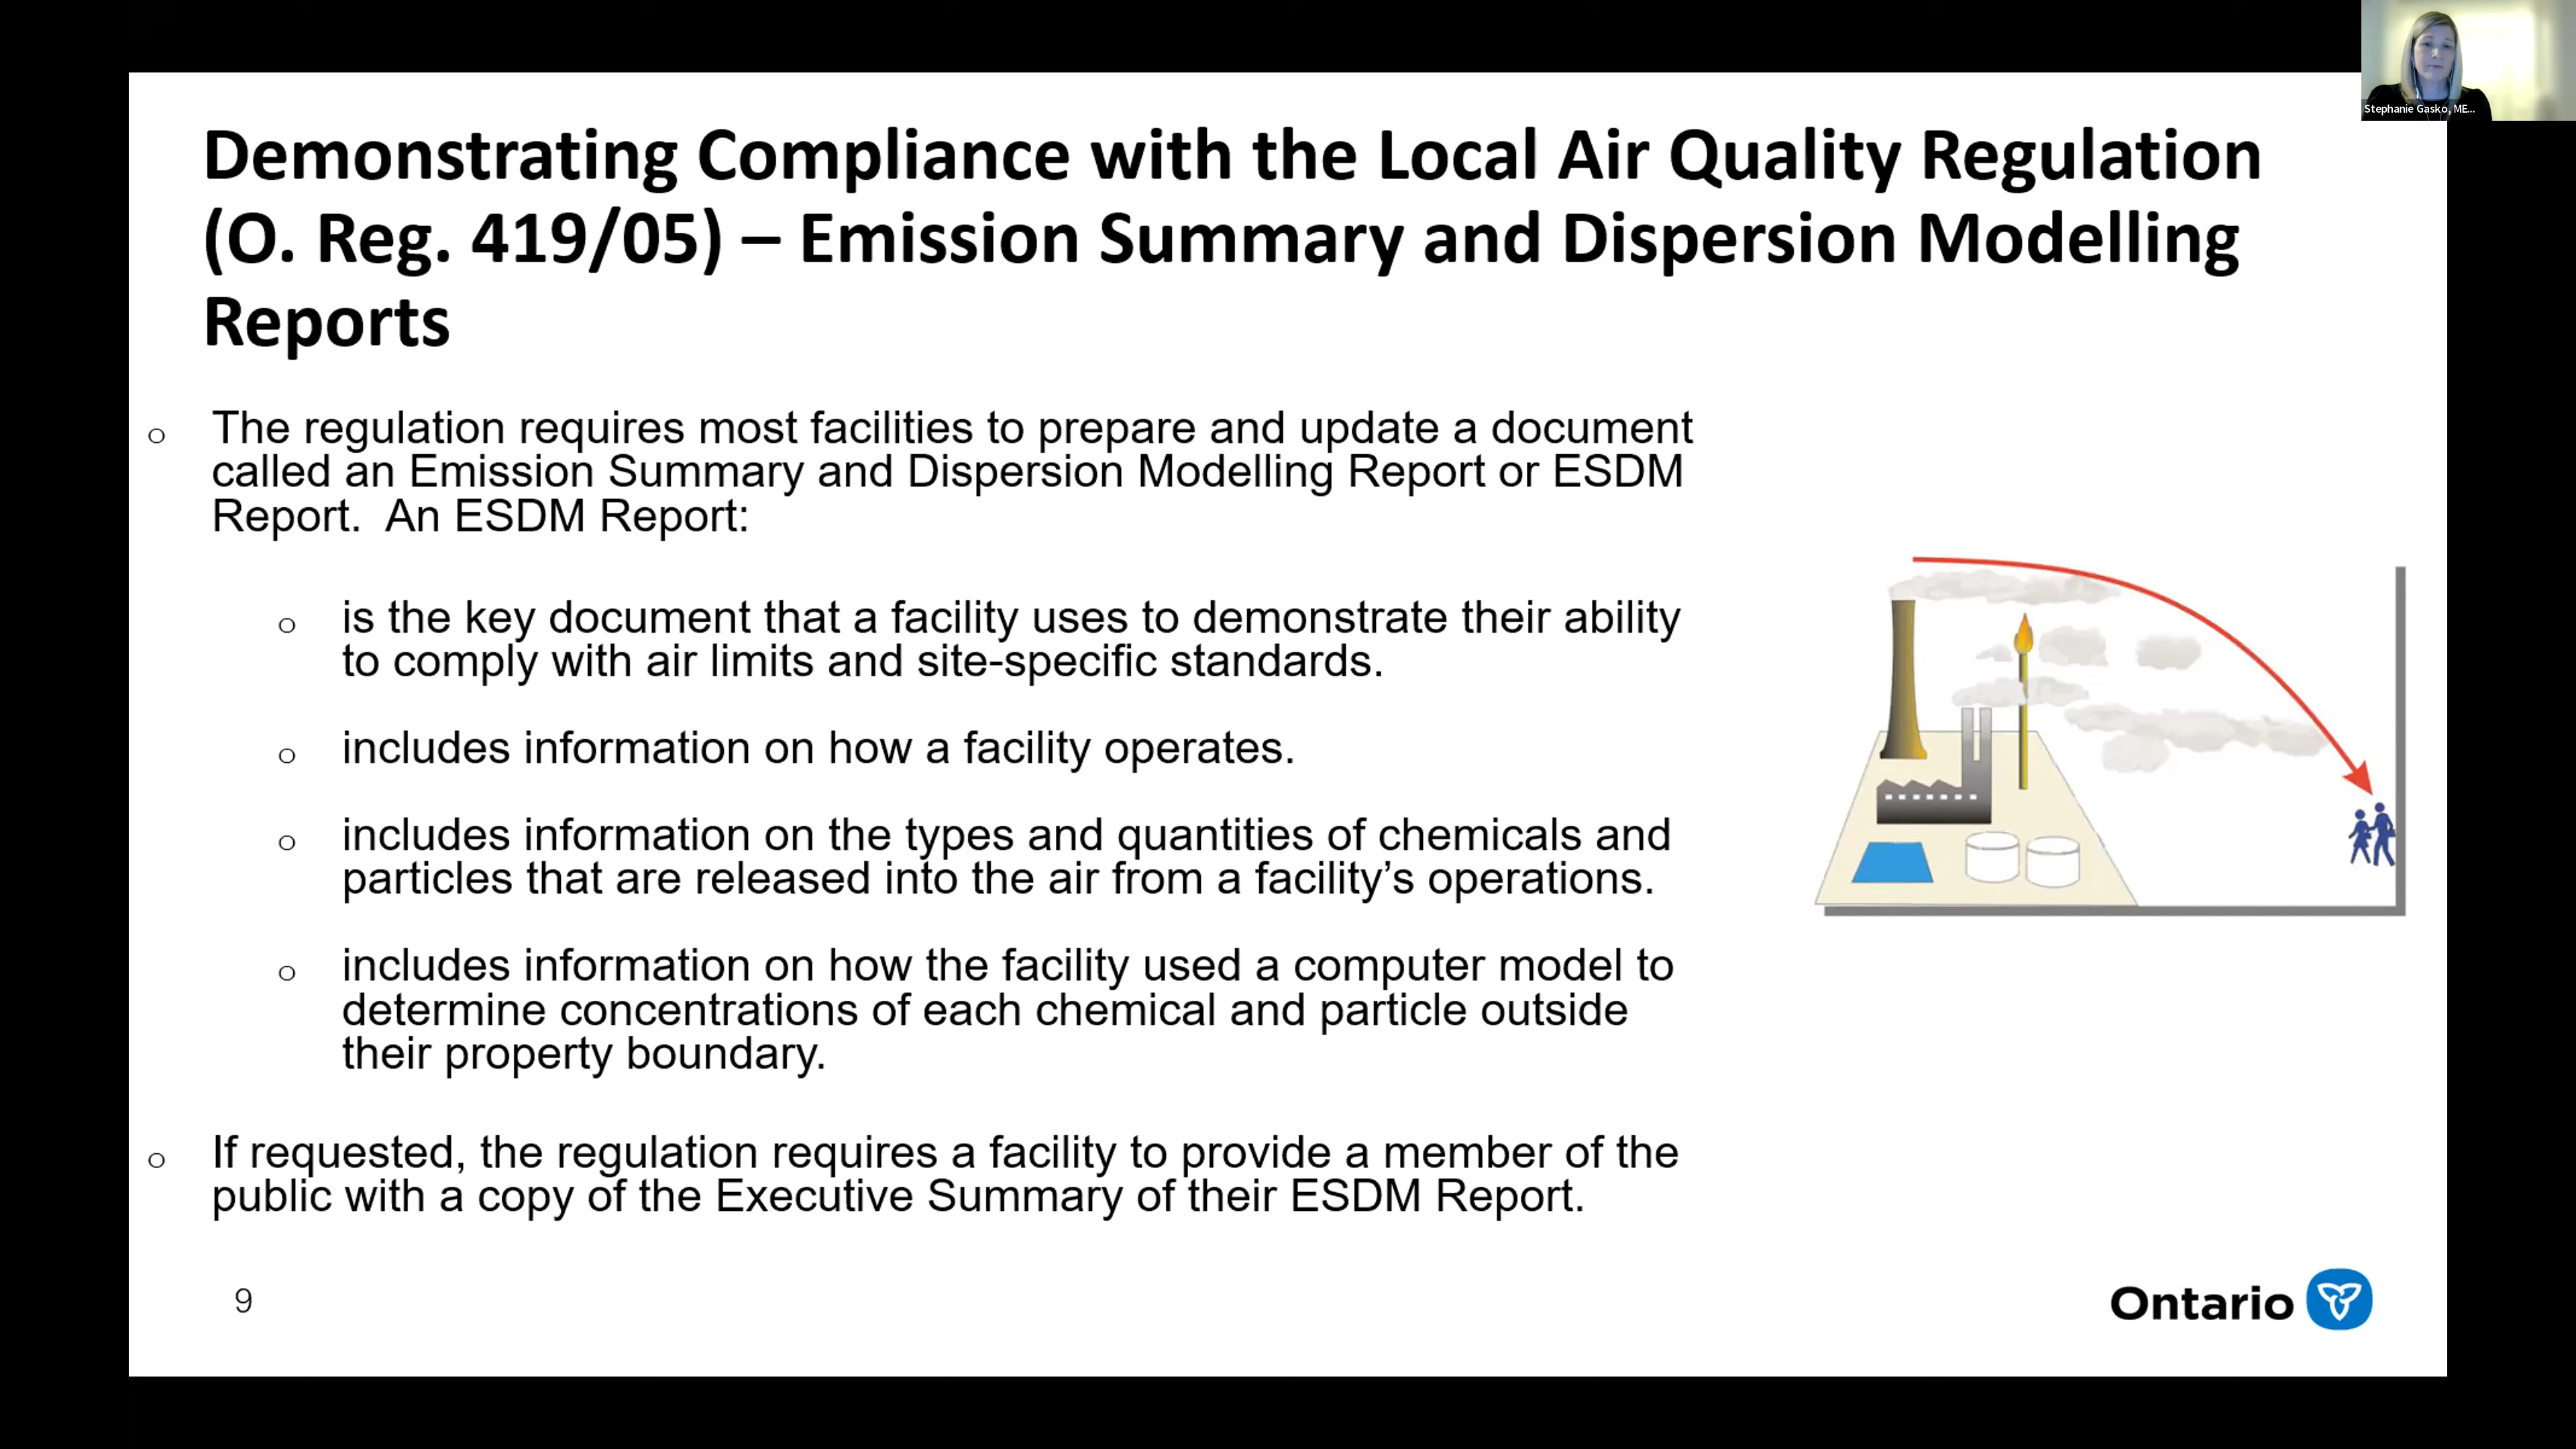 Stephanie Gasko, ME...
Demonstrating Compliance with the Local Air Quality Regulation
(O. Reg. 419/05) – Emission Summary and Dispersion Modelling
Reports
o The regulation requires most facilities to prepare and update a document
called an Emission Summary and Dispersion Modelling Report or ESDM
Report.  An ESDM Report:
o is the key document that a facility uses to demonstrate their ability
to comply with air limits and site-specific standards.
o includes information on how a facility operates.
o includes information on the types and quantities of chemicals and
particles that are released into the air from a facility’s operations.
o includes information on how the facility used a computer model to
determine concentrations of each chemical and particle outside
their property boundary.
o If requested, the regulation requires a facility to provide a member of the
public with a copy of the Executive Summary of their ESDM Report.
9
Ontario